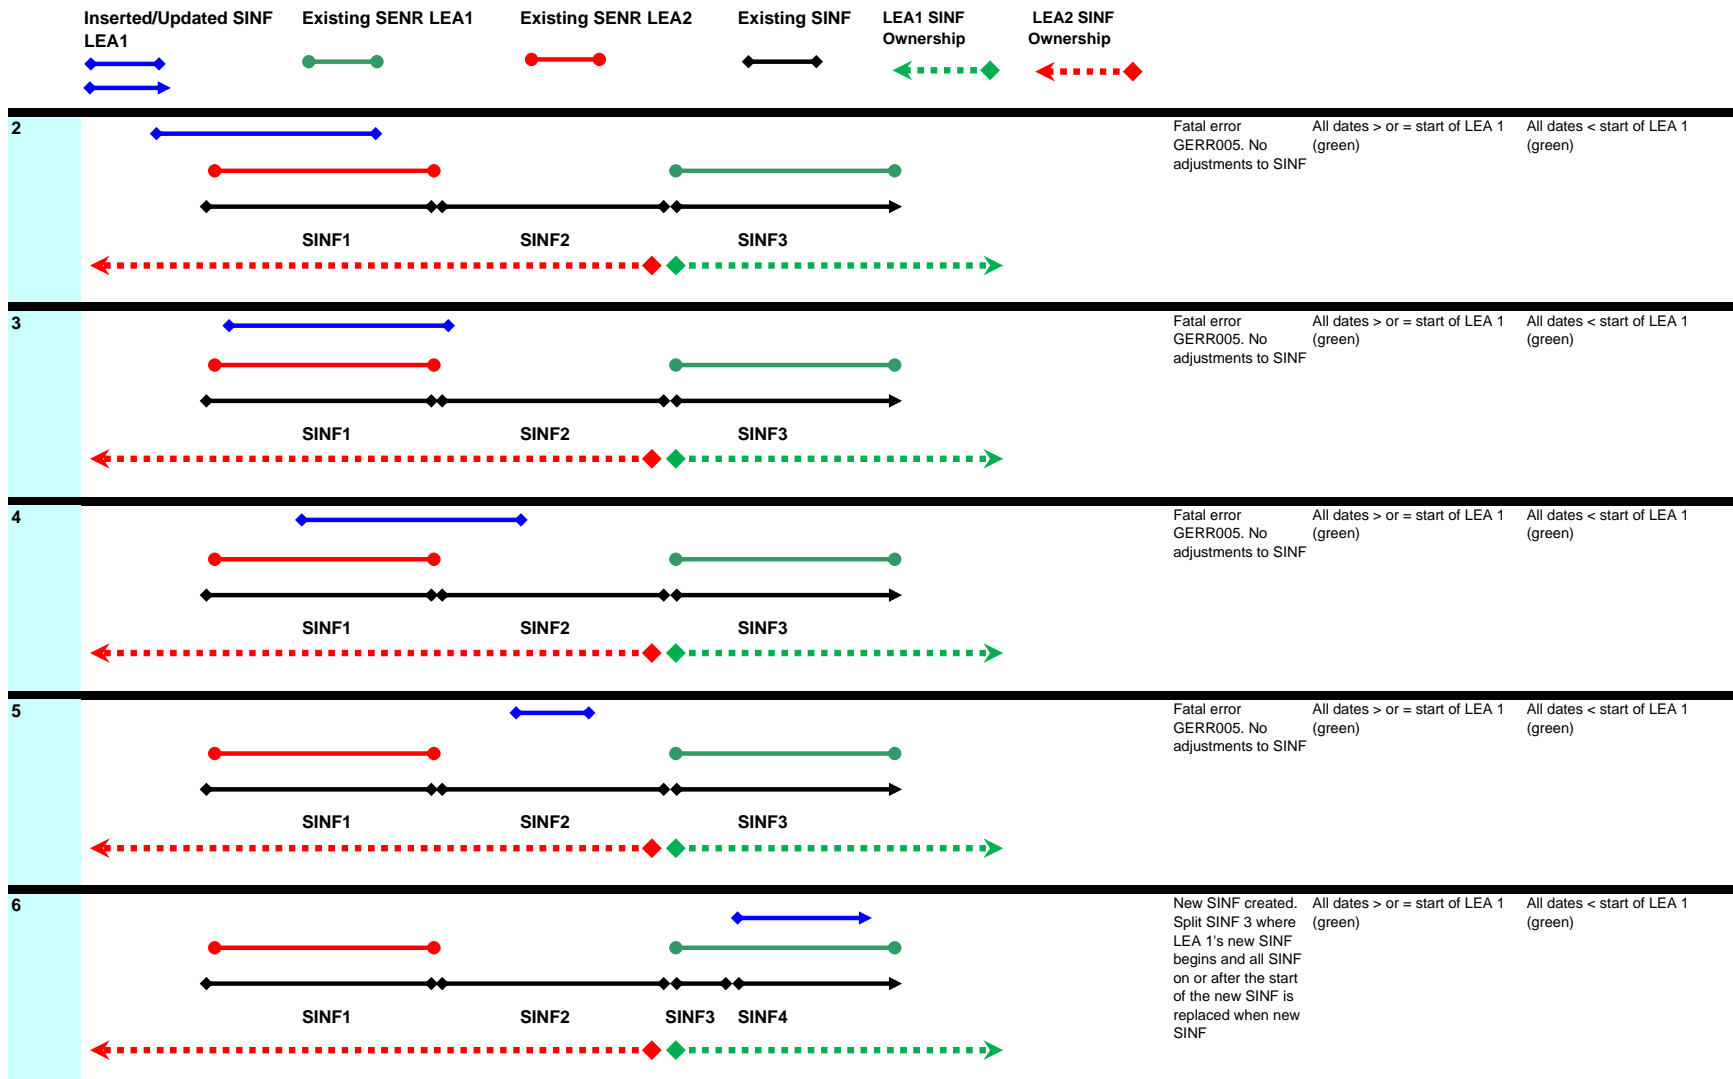 Inserted/Updated SINF LEA1
Existing SENR LEA1
Existing SENR LEA2
Existing SINF
LEA1 SINF
Ownership
LEA2 SINF
Ownership
2
SINF1
SINF2
SINF3
Fatal error
GERR005. No
adjustments to SINF
All dates > or = start of LEA 1
(green)
All dates < start of LEA 1
(green)
3
SINF1
SINF2
SINF3
Fatal error
GERR005. No
adjustments to SINF
All dates > or = start of LEA 1
(green)
All dates < start of LEA 1
(green)
4
SINF1
SINF2
SINF3
Fatal error
GERR005. No
adjustments to SINF
All dates > or = start of LEA 1
(green)
All dates < start of LEA 1
(green)
5
SINF1
SINF2
SINF3
Fatal error
GERR005. No
adjustments to SINF
All dates > or = start of LEA 1
(green)
All dates < start of LEA 1
(green)
6
SINF1
SINF2
SINF3
SINF4
New SINF created.
Split SINF 3 where
LEA 1's new SINF
begins and all SINF
on or after the start
of the new SINF is
replaced when new
SINF
All dates > or = start of LEA 1
(green)
All dates < start of LEA 1
(green)